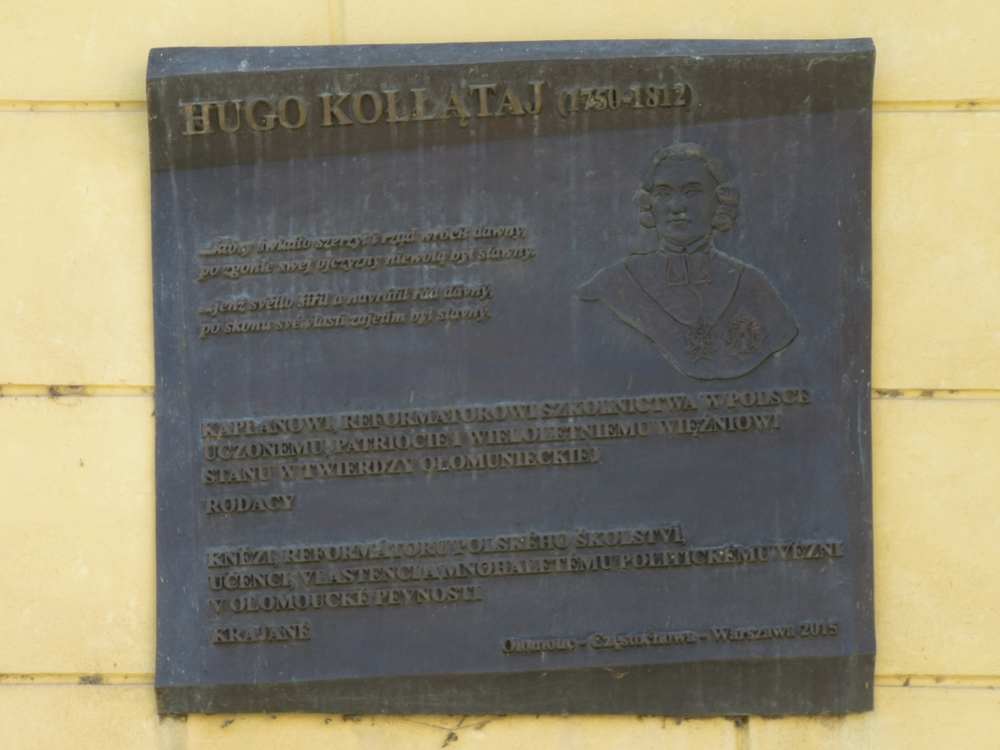 HUGO KOŁŁĄTAJ (1750-1812)
...aby światło szerzył i rząd wrócił dawny,
po zgonie swej ojczyzny niewolą był sławny.
...jenž světlo šířil a navrátil řád dávný,
po skonu své vlasti zajetím byl slavný.
KAPŁANOWI, REFORMATOROWI SZKOLNICTWA W POLSCE
UCZONEMU, PATRIOCIE I WIELOLETNIEMU WIĘŹNIOWI
STANU W TWIERDZY OŁOMUNIECKIEJ
RODACY
KNĚZI, REFORMÁTORU POLSKÉHO ŠKOLSTVÍ
UČENCI, VLASTENCI A MNOHALETÉMU POLITICKÉMU VĚZNI
V OLOMOUCKÉ PEVNOSTI
KRAJANÉ
Olomouc - Częstochowa - Warszawa 2015